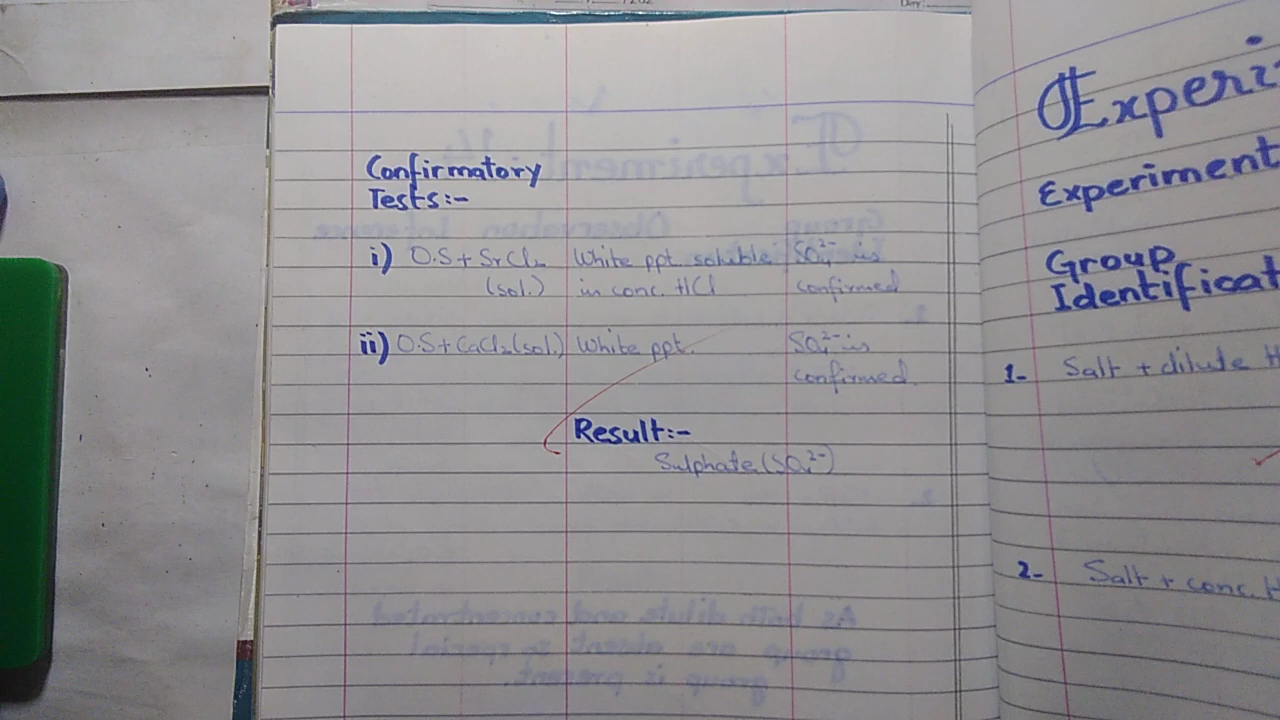 Confirmatory
Tests:-
i) O.S + SrCl₂ White ppt soluble SO₄²⁻ is
(sol.) in conc. HCl confirmed
ii) O.S + CaCl₂ (sol.) White ppt. SO₄²⁻ is
confirmed.
Result:-
Sulphate (SO₄²⁻)
Experi
Experiment
Group
Identificat
1- Salt + dilute H
2- Salt + conc. H